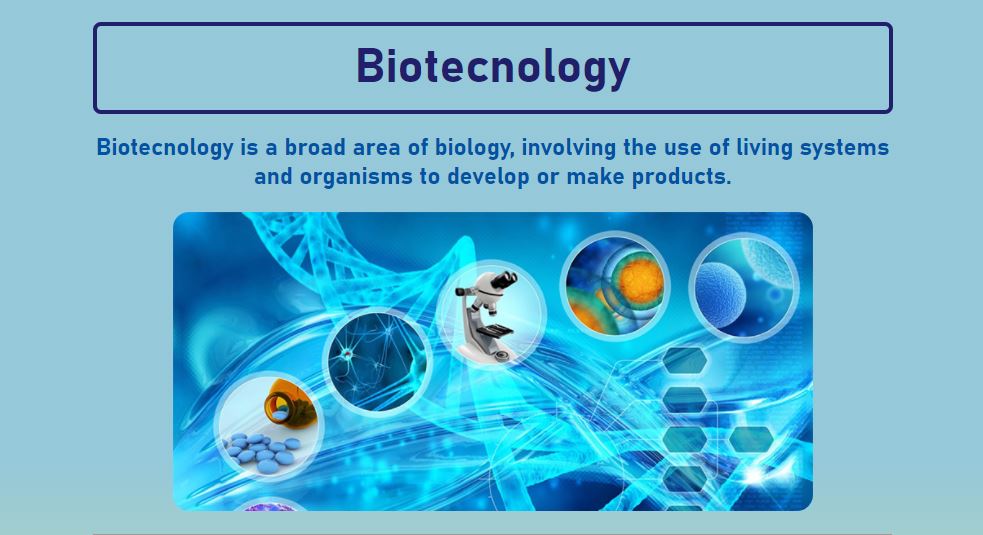 Biotecnology
Biotecnology is a broad area of biology, involving the use of living systems
and organisms to develop or make products.